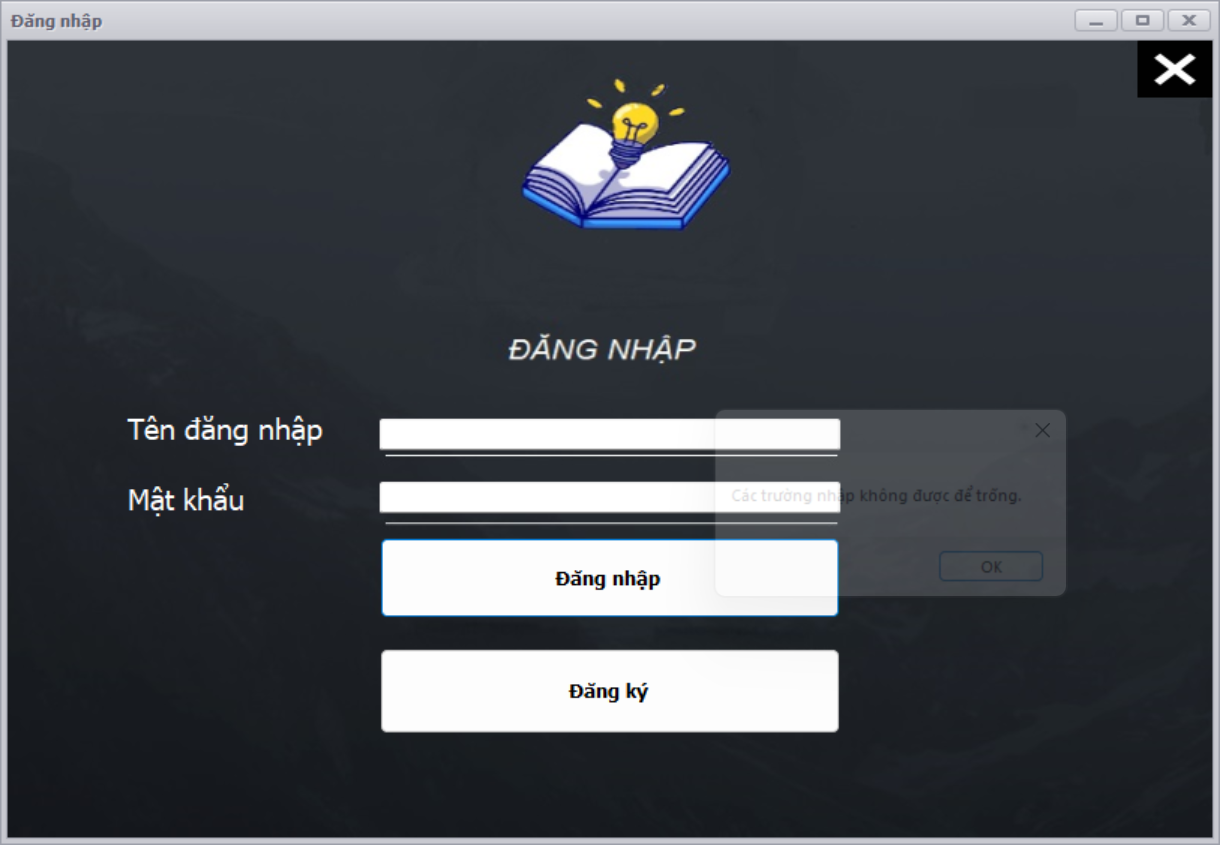 Đăng nhập
ĐĂNG NHẬP
Tên đăng nhập
Mật khẩu
Các trường nhập không được để trống.
OK
Đăng nhập
Đăng ký